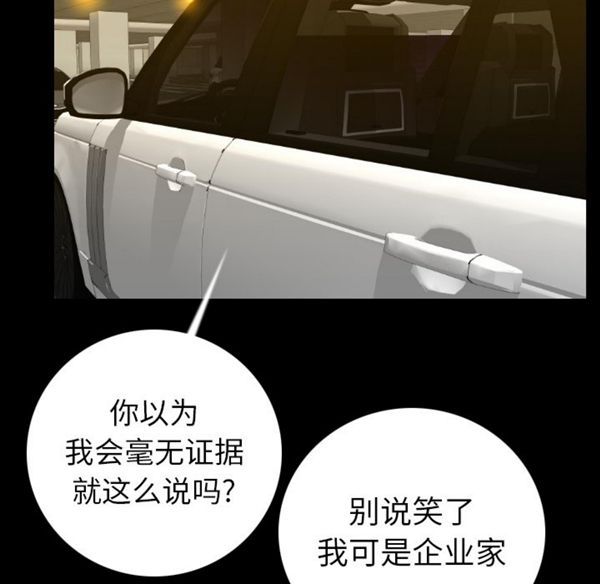 你以为
我会毫无证据
就这么说吗?
别说笑了
我可是企业家